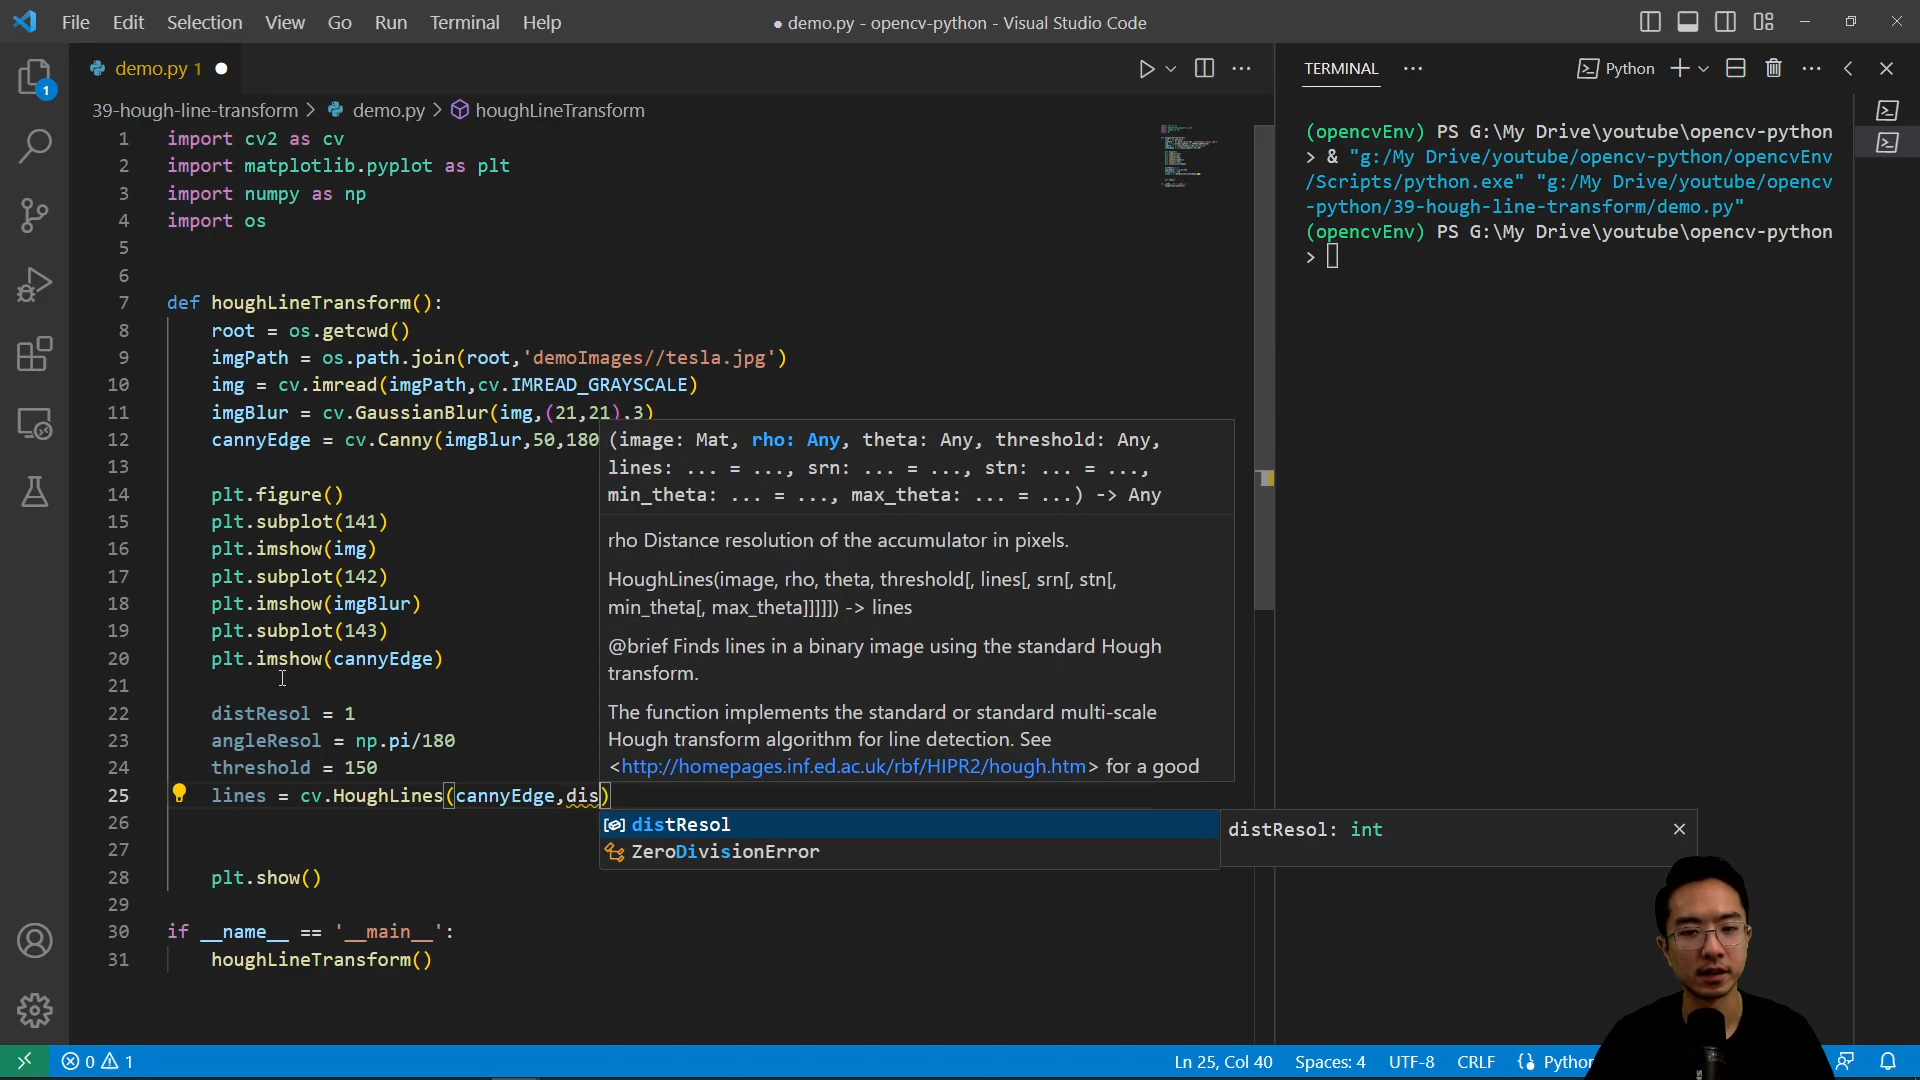 File Edit Selection View Go Run Terminal Help
● demo.py - opencv-python - Visual Studio Code
demo.py 1
39-hough-line-transform > demo.py > houghLineTransform
1 import cv2 as cv
2 import matplotlib.pyplot as plt
3 import numpy as np
4 import os
5
6
7 def houghLineTransform():
8 root = os.getcwd()
9 imgPath = os.path.join(root,'demoImages//tesla.jpg')
10 img = cv.imread(imgPath,cv.IMREAD_GRAYSCALE)
11 imgBlur = cv.GaussianBlur(img,(21,21),3)
12 cannyEdge = cv.Canny(imgBlur,50,180
13
14 plt.figure()
15 plt.subplot(141)
16 plt.imshow(img)
17 plt.subplot(142)
18 plt.imshow(imgBlur)
19 plt.subplot(143)
20 plt.imshow(cannyEdge)
21
22 distResol = 1
23 angleResol = np.pi/180
24 threshold = 150
25 lines = cv.HoughLines(cannyEdge,dis)
26
27
28 plt.show()
29
30 if __name__ == '__main__':
31 houghLineTransform()
(image: Mat, rho: Any, theta: Any, threshold: Any,
lines: ... = ..., srn: ... = ..., stn: ... = ...,
min_theta: ... = ..., max_theta: ... = ...) -> Any
rho Distance resolution of the accumulator in pixels.
HoughLines(image, rho, theta, threshold[, lines[, srn[, stn[,
min_theta[, max_theta]]]]]) -> lines
@brief Finds lines in a binary image using the standard Hough
transform.
The function implements the standard or standard multi-scale
Hough transform algorithm for line detection. See
<http://homepages.inf.ed.ac.uk/rbf/HIPR2/hough.htm> for a good
distResol
ZeroDivisionError
distResol: int
TERMINAL
Python
(opencvEnv) PS G:\My Drive\youtube\opencv-python
> & "g:/My Drive/youtube/opencv-python/opencvEnv
/Scripts/python.exe" "g:/My Drive/youtube/opencv
-python/39-hough-line-transform/demo.py"
(opencvEnv) PS G:\My Drive\youtube\opencv-python
>
1
0 1
Ln 25, Col 40 Spaces: 4 UTF-8 CRLF